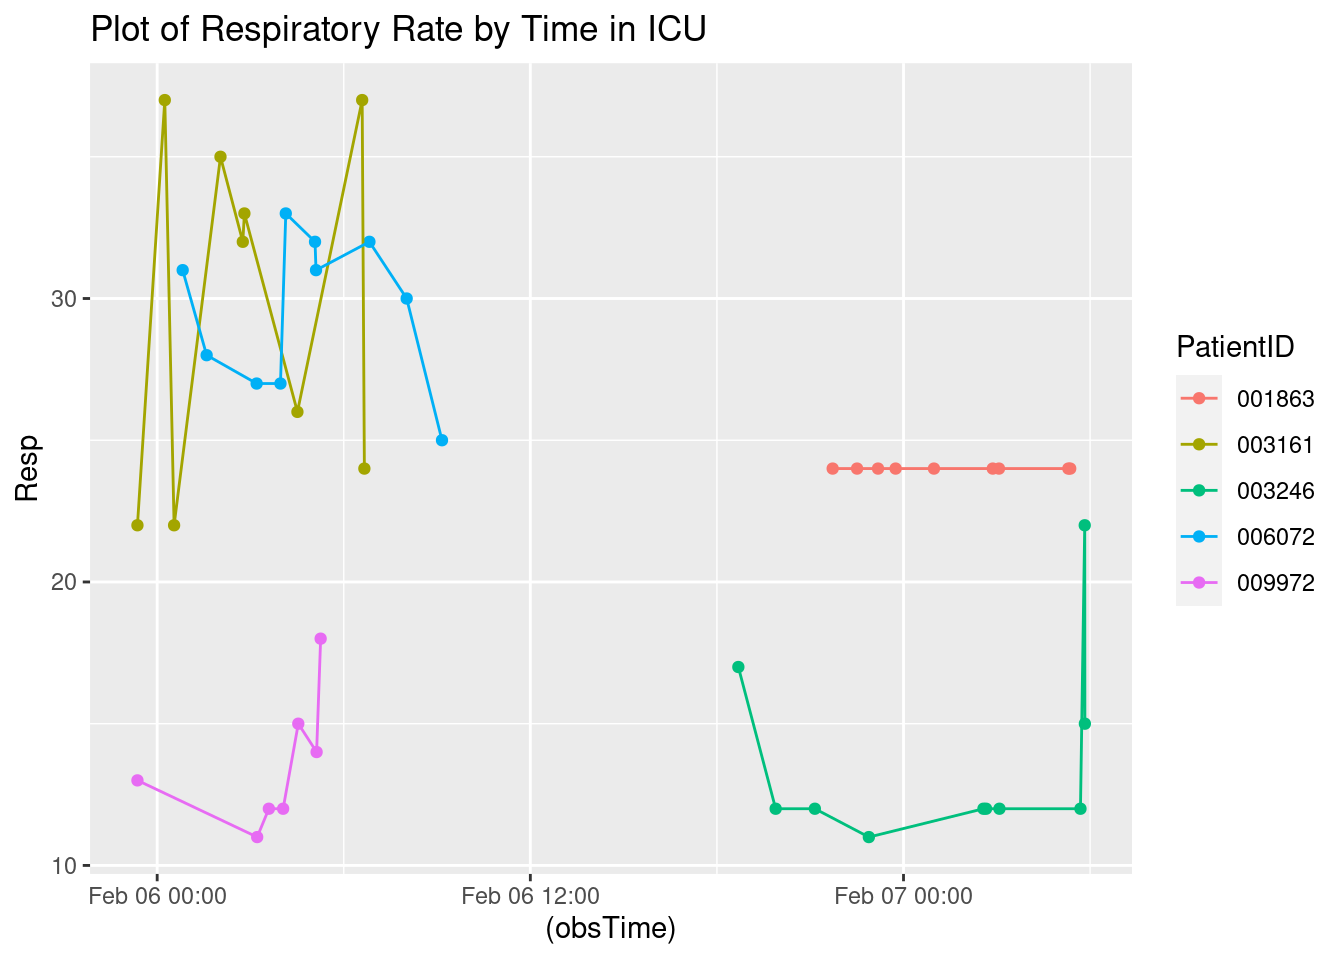 Plot of Respiratory Rate by Time in ICU
Resp
30
20
10
Feb 06 00:00
Feb 06 12:00
Feb 07 00:00
(obsTime)
PatientID
001863
003161
003246
006072
009972